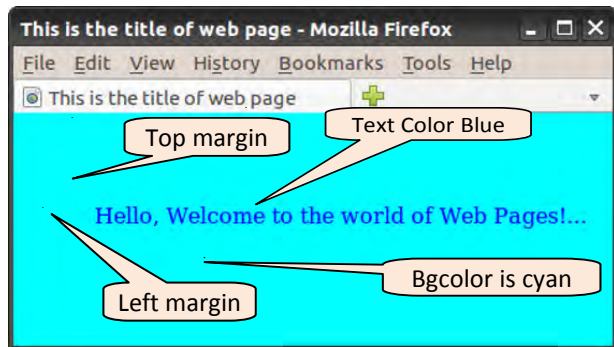 This is the title of web page - Mozilla Firefox
File Edit View History Bookmarks Tools Help
This is the title of web page
Top margin
Text Color Blue
Hello, Welcome to the world of Web Pages!...
Bgcolor is cyan
Left margin